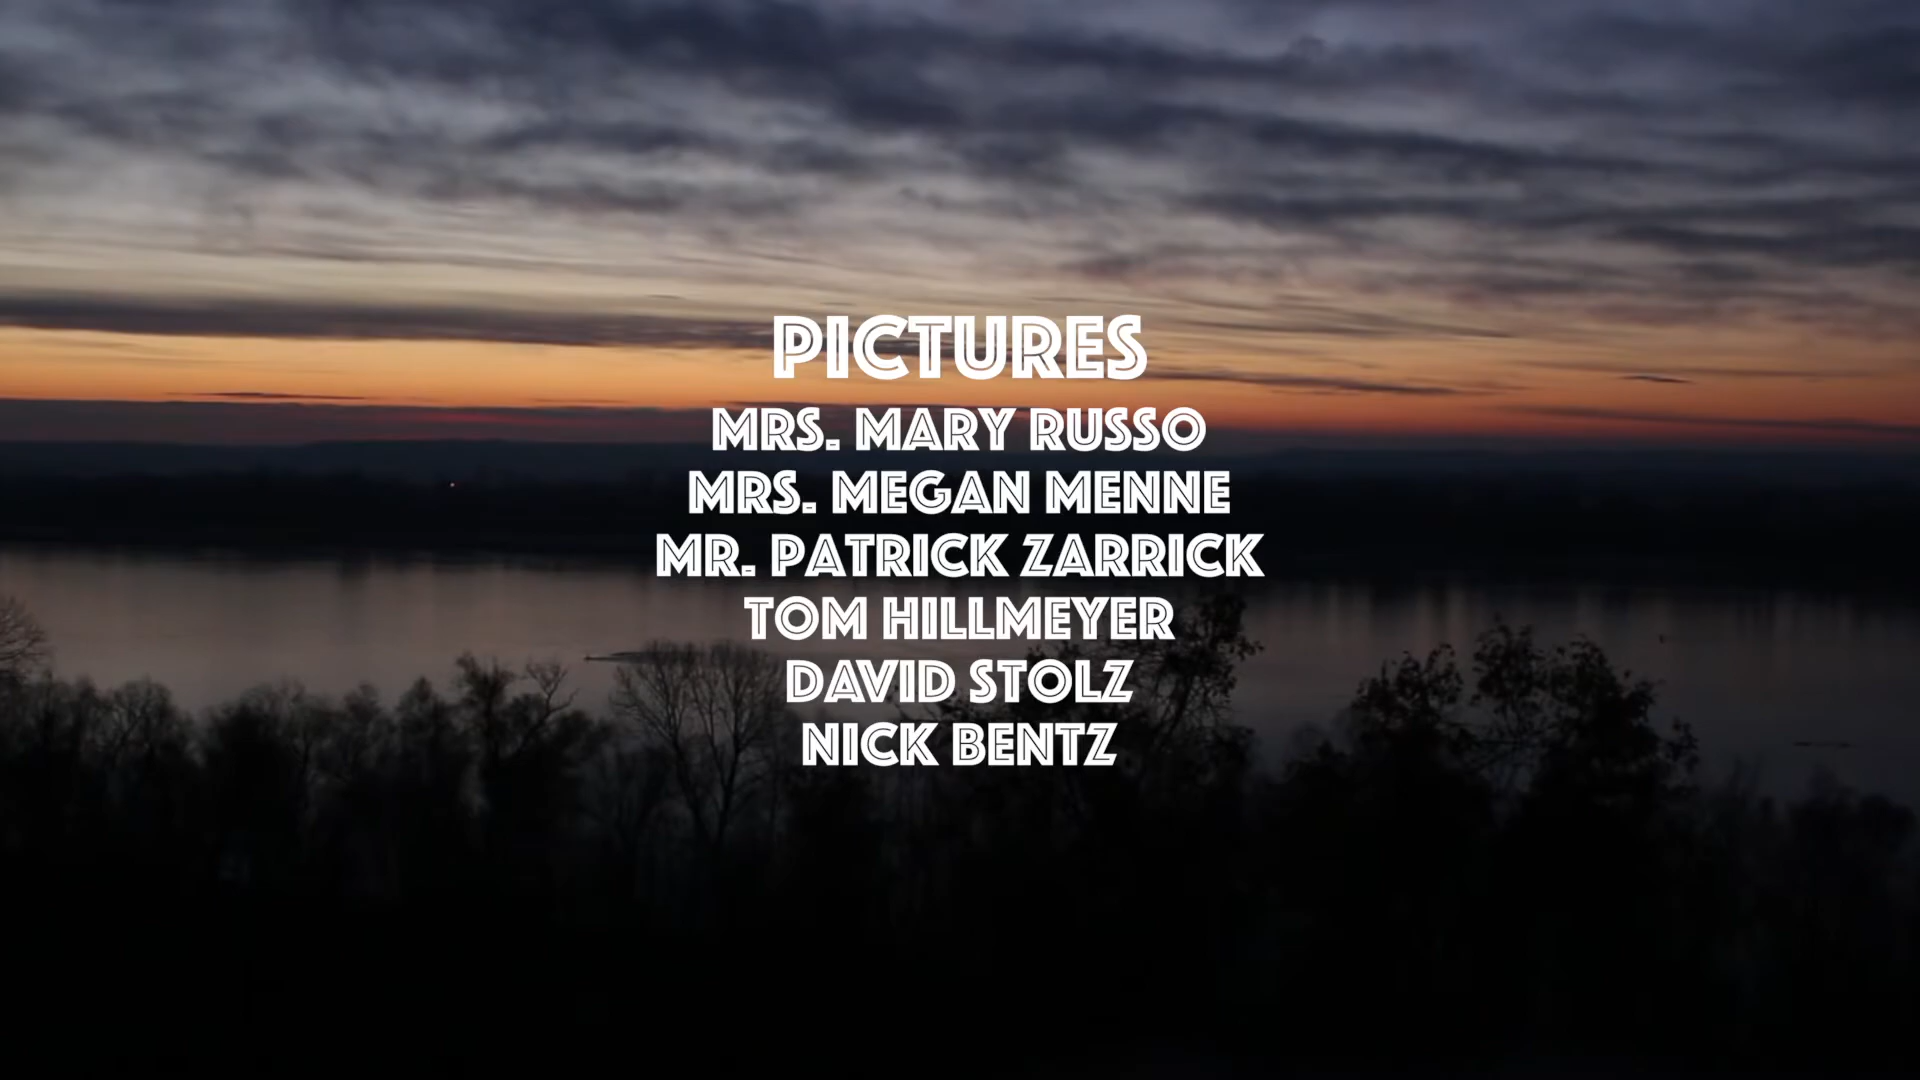 PICTURES
MRS. MARY RUSSO
MRS. MEGAN MENNE
MR. PATRICK ZARRICK
TOM HILLMEYER
DAVID STOLZ
NICK BENTZ